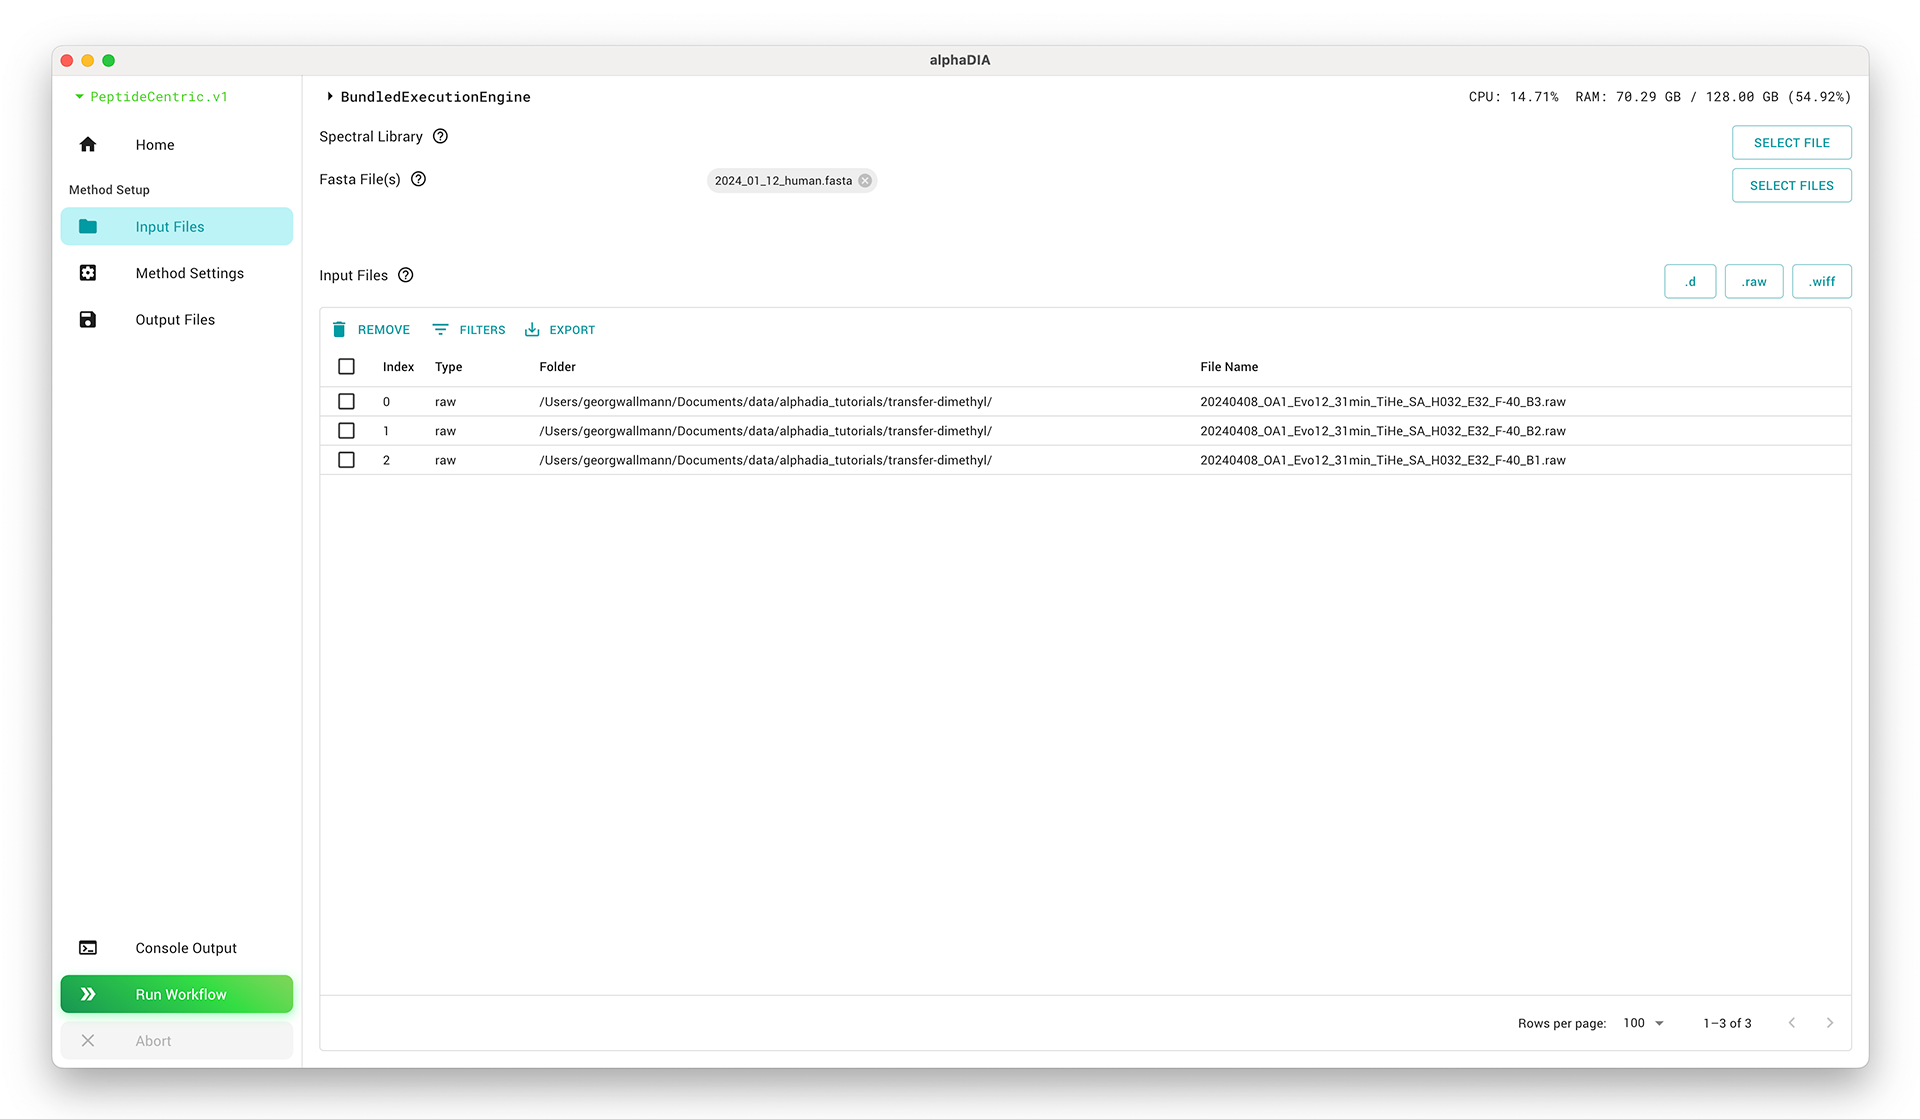 alphaDIA
PeptideCentric.v1
BundledExecutionEngine
CPU: 14.71% RAM: 70.29 GB / 128.00 GB (54.92%)
Home
Method Setup
Input Files
Method Settings
Output Files
Spectral Library
SELECT FILE
Fasta File(s)
2024_01_12_human.fasta
SELECT FILES
Input Files
.d
.raw
.wiff
REMOVE FILTERS EXPORT
Index Type Folder File Name
0 raw /Users/georgwallmann/Documents/data/alphadia_tutorials/transfer-dimethyl/ 20240408_OA1_Evo12_31min_TiHe_SA_H032_E32_F-40_B3.raw
1 raw /Users/georgwallmann/Documents/data/alphadia_tutorials/transfer-dimethyl/ 20240408_OA1_Evo12_31min_TiHe_SA_H032_E32_F-40_B2.raw
2 raw /Users/georgwallmann/Documents/data/alphadia_tutorials/transfer-dimethyl/ 20240408_OA1_Evo12_31min_TiHe_SA_H032_E32_F-40_B1.raw
Console Output
Run Workflow
Abort
Rows per page: 100 1–3 of 3